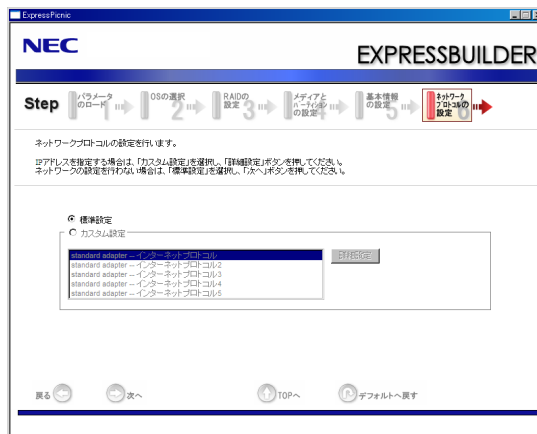 ExpressPicnic
NEC
EXPRESSBUILDER
Step
パラメータ
のロード 1
OSの選択
2
RAIDの
設定 3
メディアと
パーティション
の設定 4
基本情報
の設定 5
ネットワーク
プロトコルの
設定 6
ネットワークプロトコルの設定を行います。
IPアドレスを指定する場合は、「カスタム設定」を選択し、「詳細設定」ボタンを押してください。
ネットワークの設定を行わない場合は、「標準設定」を選択し、「次へ」ボタンを押してください。
標準設定
カスタム設定
standard adapter -- インターネットプロトコル
詳細設定
standard adapter -- インターネットプロトコル2
standard adapter -- インターネットプロトコル3
standard adapter -- インターネットプロトコル4
standard adapter -- インターネットプロトコル5
戻る
次へ
TOPへ
デフォルトへ戻す